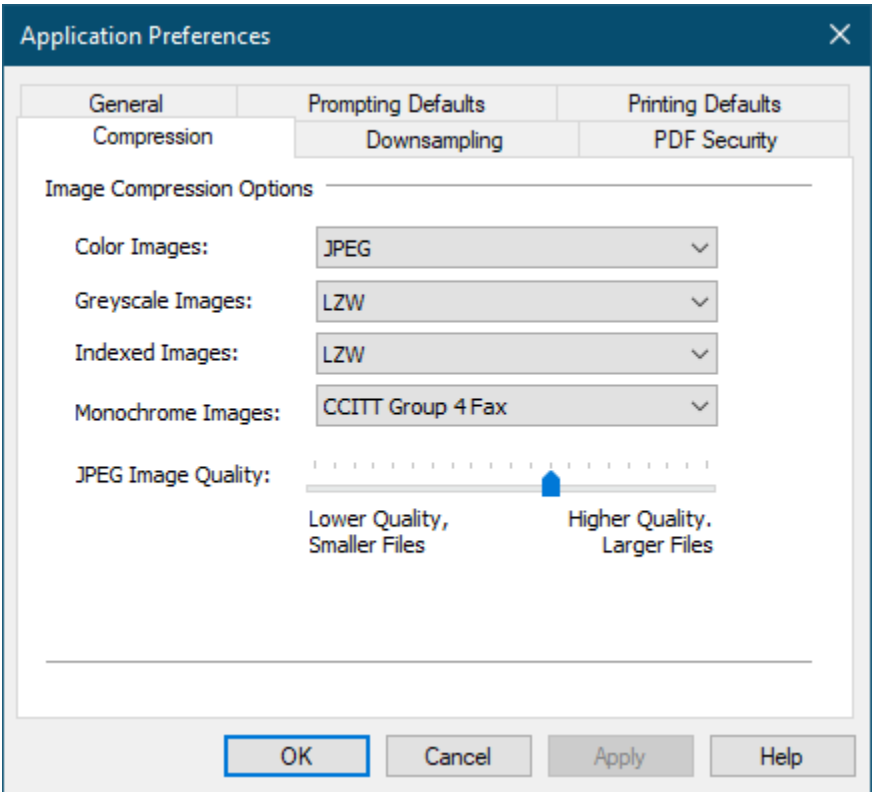 Application Preferences
General Prompting Defaults Printing Defaults
Compression Downsampling PDF Security
Image Compression Options
Color Images: JPEG
Greyscale Images: LZW
Indexed Images: LZW
Monochrome Images: CCITT Group 4 Fax
JPEG Image Quality:
Lower Quality, Higher Quality.
Smaller Files Larger Files
OK Cancel Apply Help